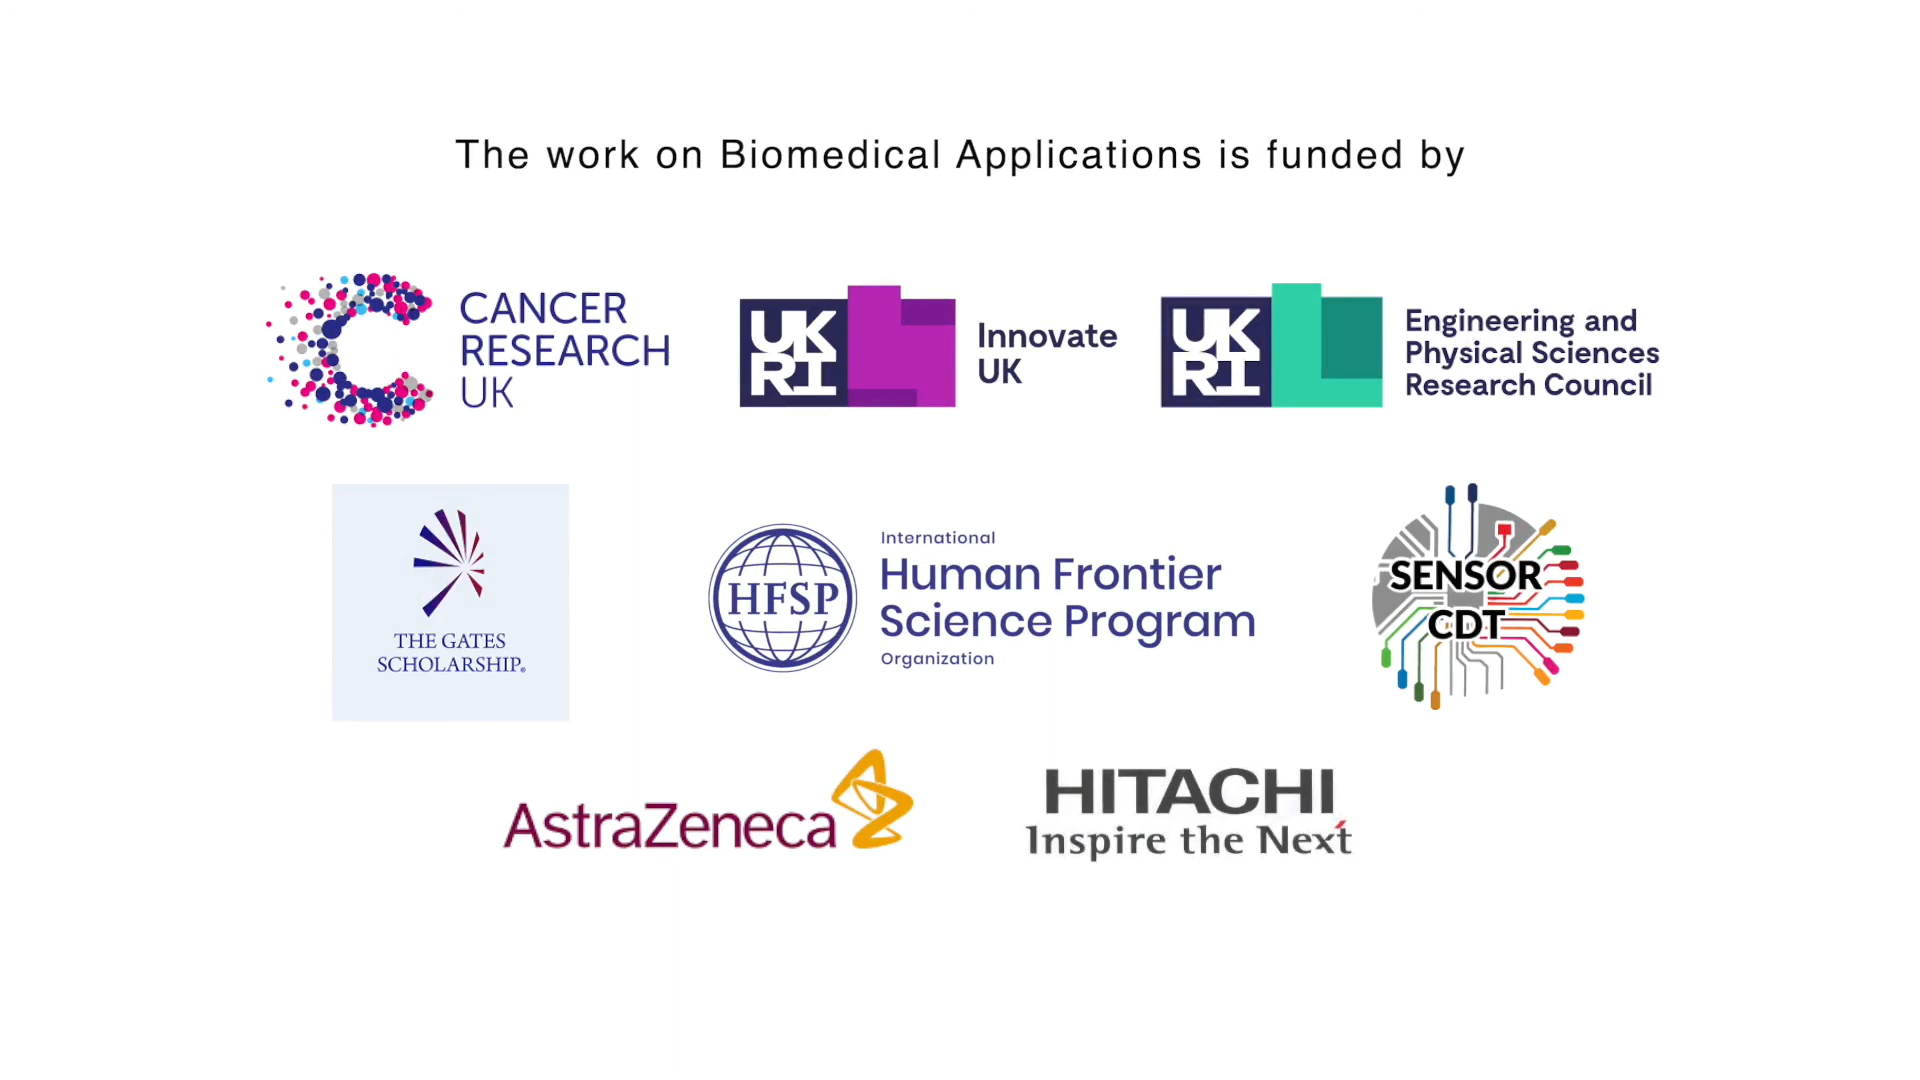 The work on Biomedical Applications is funded by
CANCER
RESEARCH
UK
UK
RI
Innovate
UK
UK
RI
Engineering and
Physical Sciences
Research Council
THE GATES
SCHOLARSHIP®
HFSP
International
Human Frontier
Science Program
Organization
SENSOR
CDT
AstraZeneca
HITACHI
Inspire the Next